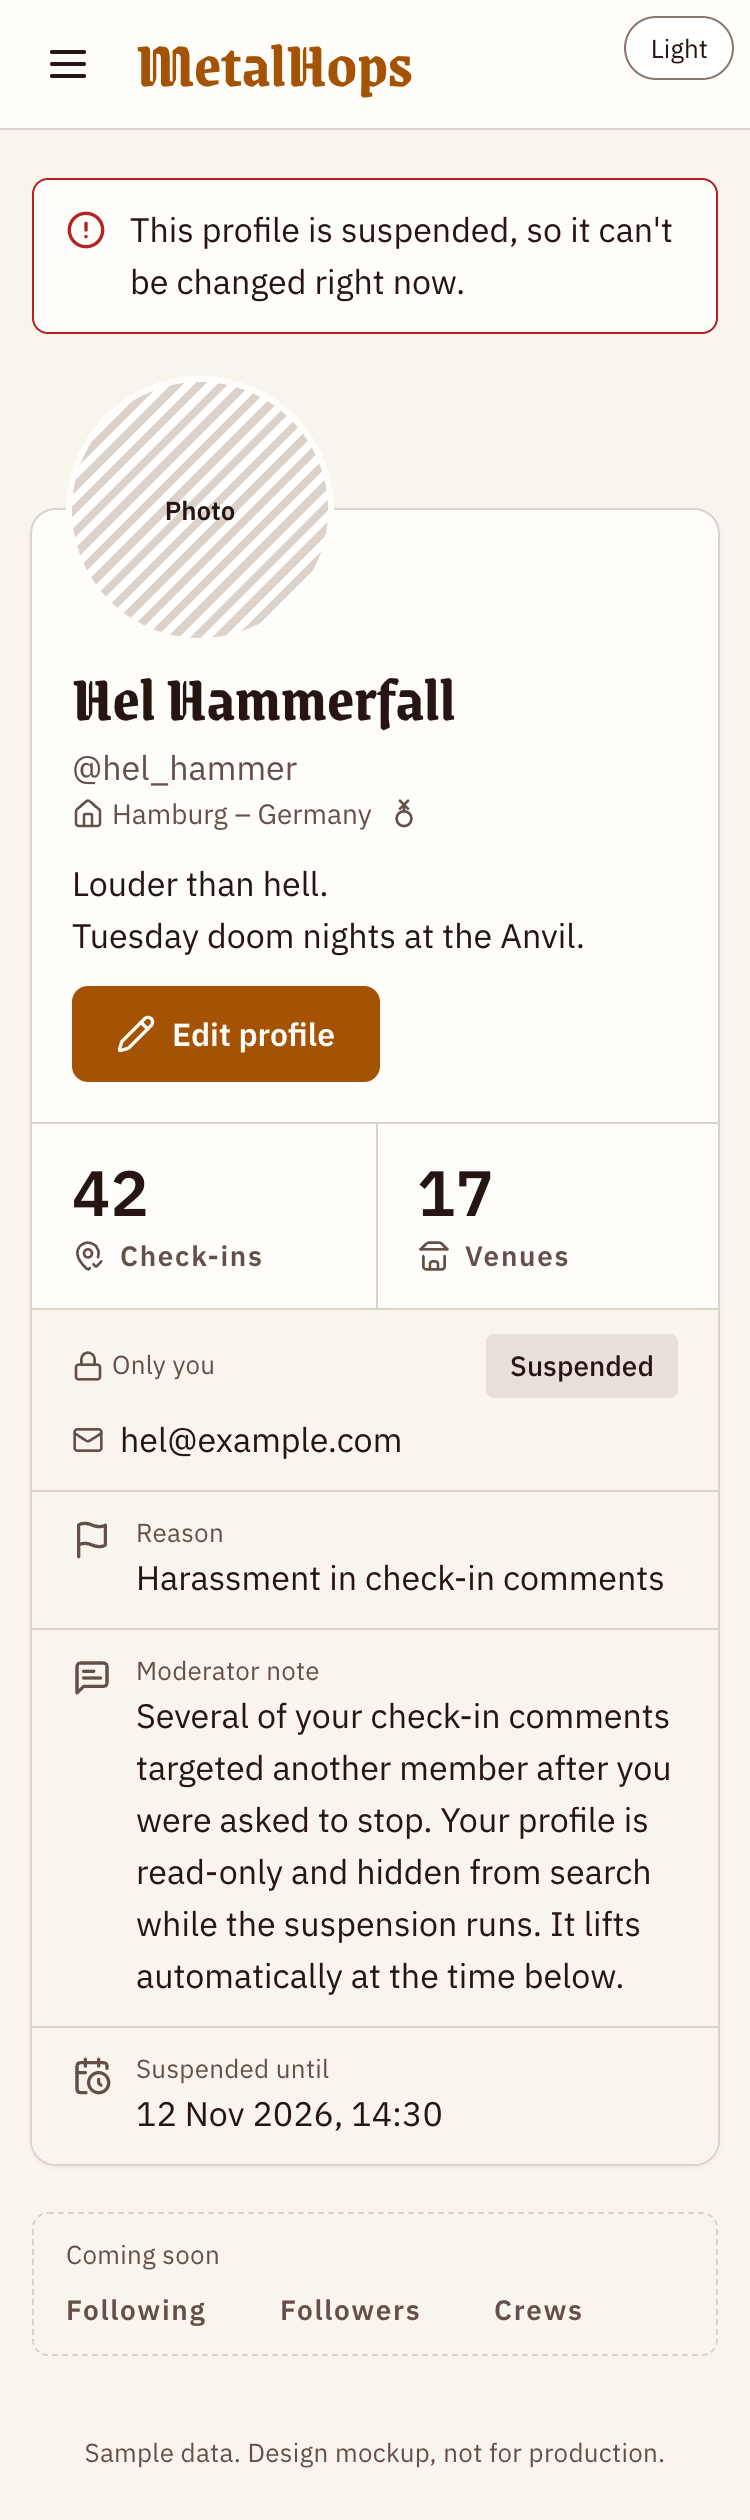 MetalHops
Light
This profile is suspended, so it can't
be changed right now.
Photo
Hel Hammerfall
@hel_hammer
Hamburg – Germany
Louder than hell.
Tuesday doom nights at the Anvil.
Edit profile
42
Check-ins
17
Venues
Only you
Suspended
hel@example.com
Reason
Harassment in check-in comments
Moderator note
Several of your check-in comments
targeted another member after you
were asked to stop. Your profile is
read-only and hidden from search
while the suspension runs. It lifts
automatically at the time below.
Suspended until
12 Nov 2026, 14:30
Coming soon
Following Followers Crews
Sample data. Design mockup, not for production.